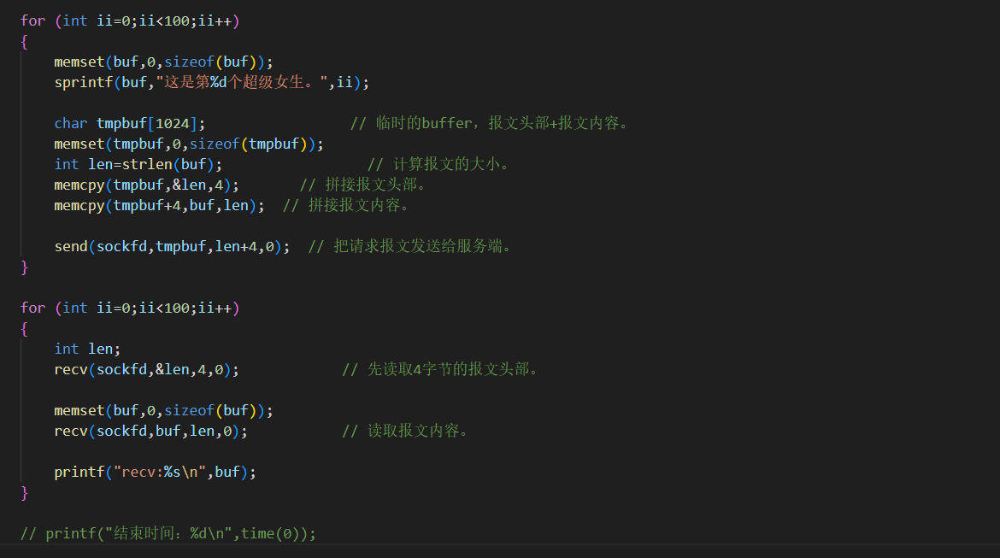 for (int ii=0;ii<100;ii++)
{
    memset(buf,0,sizeof(buf));
    sprintf(buf,"这是第%d个超级女生。",ii);

    char tmpbuf[1024];                 // 临时的buffer，报文头部+报文内容。
    memset(tmpbuf,0,sizeof(tmpbuf));
    int len=strlen(buf);                 // 计算报文的大小。
    memcpy(tmpbuf,&len,4);       // 拼接报文头部。
    memcpy(tmpbuf+4,buf,len);  // 拼接报文内容。

    send(sockfd,tmpbuf,len+4,0);  // 把请求报文发送给服务端。
}

for (int ii=0;ii<100;ii++)
{
    int len;
    recv(sockfd,&len,4,0);            // 先读取4字节的报文头部。

    memset(buf,0,sizeof(buf));
    recv(sockfd,buf,len,0);           // 读取报文内容。

    printf("recv:%s\n",buf);
}

// printf("结束时间：%d\n",time(0));